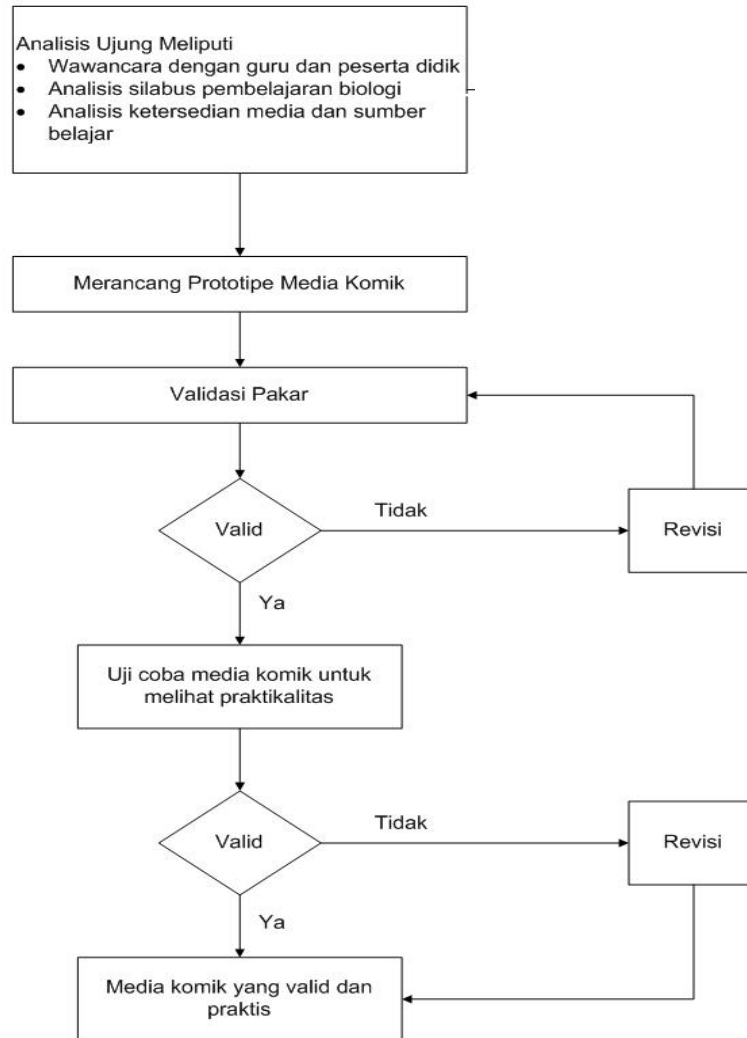 Analisis Ujung Meliputi
• Wawancara dengan guru dan peserta didik
• Analisis silabus pembelajaran biologi
• Analisis ketersedian media dan sumber
belajar
Merancang Prototipe Media Komik
Validasi Pakar
Valid
Tidak
Revisi
Ya
Uji coba media komik untuk
melihat praktikalitas
Valid
Tidak
Revisi
Ya
Media komik yang valid dan
praktis